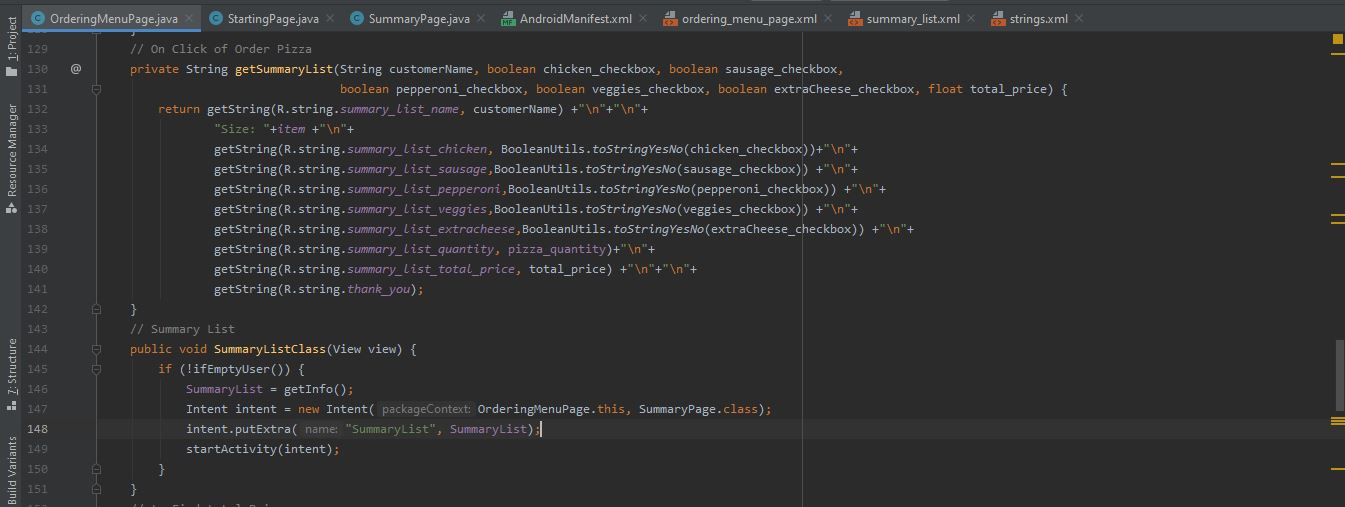 OrderingMenuPage.java StartingPage.java SummaryPage.java AndroidManifest.xml ordering_menu_page.xml summary_list.xml strings.xml
1: Project
Resource Manager
7: Structure
Build Variants
128 }
129 // On Click of Order Pizza
130 @ private String getSummaryList(String customerName, boolean chicken_checkbox, boolean sausage_checkbox,
131 boolean pepperoni_checkbox, boolean veggies_checkbox, boolean extraCheese_checkbox, float total_price) {
132 return getString(R.string.summary_list_name, customerName) +"\n"+"\n"+
133 "Size: "+item +"\n"+
134 getString(R.string.summary_list_chicken, BooleanUtils.toStringYesNo(chicken_checkbox))+"\n"+
135 getString(R.string.summary_list_sausage,BooleanUtils.toStringYesNo(sausage_checkbox)) +"\n"+
136 getString(R.string.summary_list_pepperoni,BooleanUtils.toStringYesNo(pepperoni_checkbox)) +"\n"+
137 getString(R.string.summary_list_veggies,BooleanUtils.toStringYesNo(veggies_checkbox)) +"\n"+
138 getString(R.string.summary_list_extracheese,BooleanUtils.toStringYesNo(extraCheese_checkbox)) +"\n"+
139 getString(R.string.summary_list_quantity, pizza_quantity)+"\n"+
140 getString(R.string.summary_list_total_price, total_price) +"\n"+"\n"+
141 getString(R.string.thank_you);
142 }
143 // Summary List
144 public void SummaryListClass(View view) {
145 if (!ifEmptyUser()) {
146 SummaryList = getInfo();
147 Intent intent = new Intent( packageContext: OrderingMenuPage.this, SummaryPage.class);
148 intent.putExtra( name: "SummaryList", SummaryList);
149 startActivity(intent);
150 }
151 }